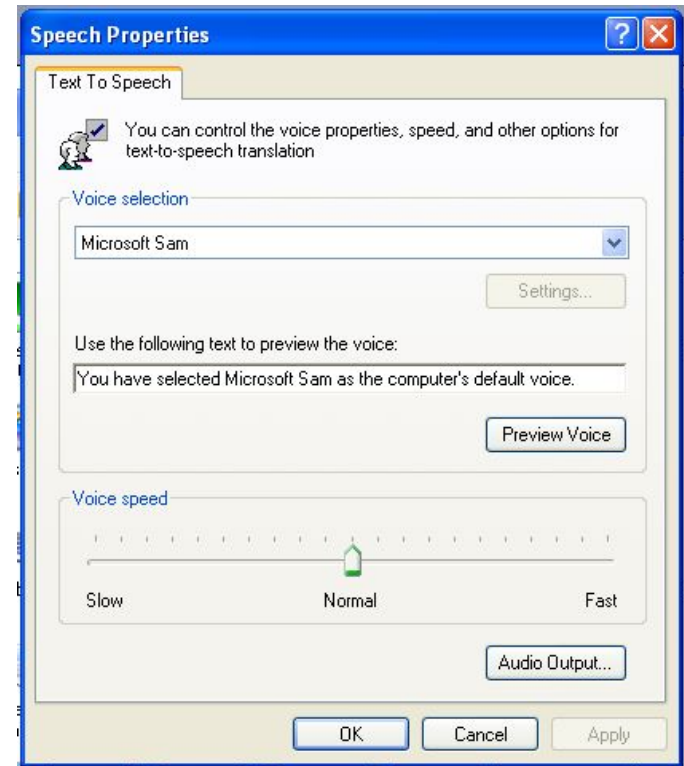 Speech Properties
Text To Speech
You can control the voice properties, speed, and other options for
text-to-speech translation
Voice selection
Microsoft Sam
Settings...
Use the following text to preview the voice:
You have selected Microsoft Sam as the computer's default voice.
Preview Voice
Voice speed
Slow Normal Fast
Audio Output...
OK Cancel Apply